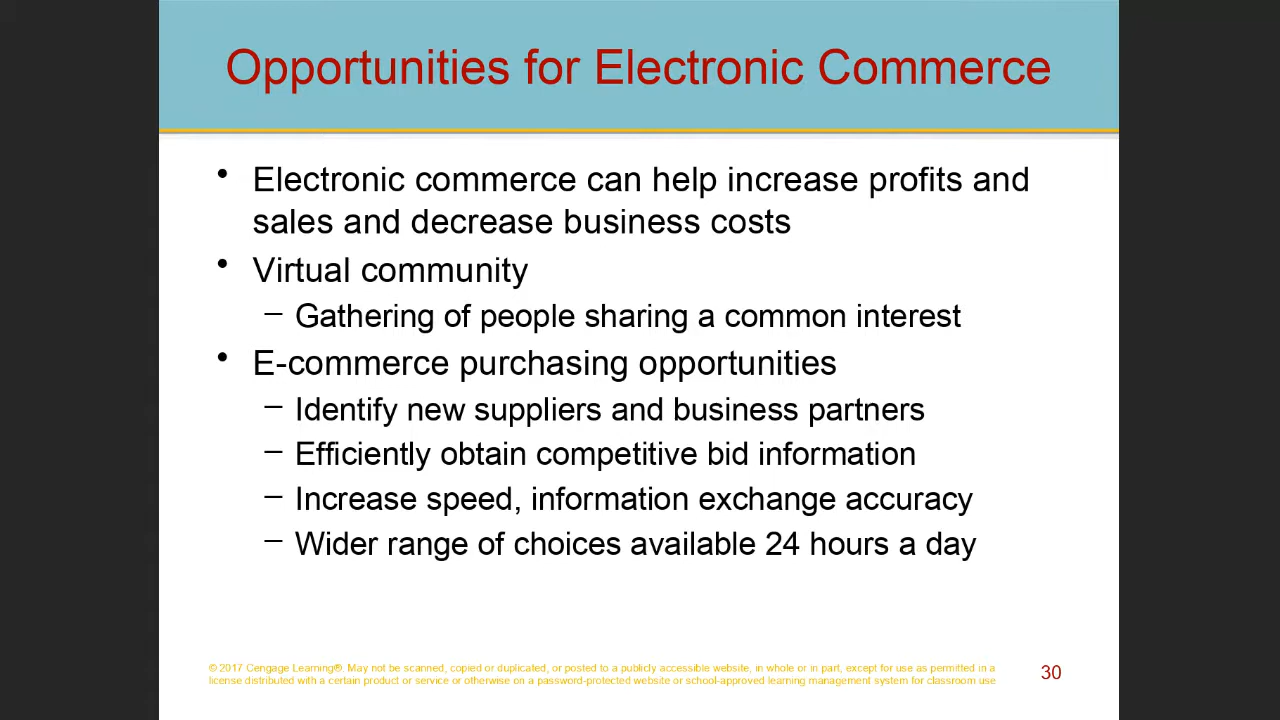 Opportunities for Electronic Commerce
• Electronic commerce can help increase profits and
sales and decrease business costs
• Virtual community
– Gathering of people sharing a common interest
• E-commerce purchasing opportunities
– Identify new suppliers and business partners
– Efficiently obtain competitive bid information
– Increase speed, information exchange accuracy
– Wider range of choices available 24 hours a day
© 2017 Cengage Learning®. May not be scanned, copied or duplicated, or posted to a publicly accessible website, in whole or in part, except for use as permitted in a
license distributed with a certain product or service or otherwise on a password-protected website or school-approved learning management system for classroom use
30